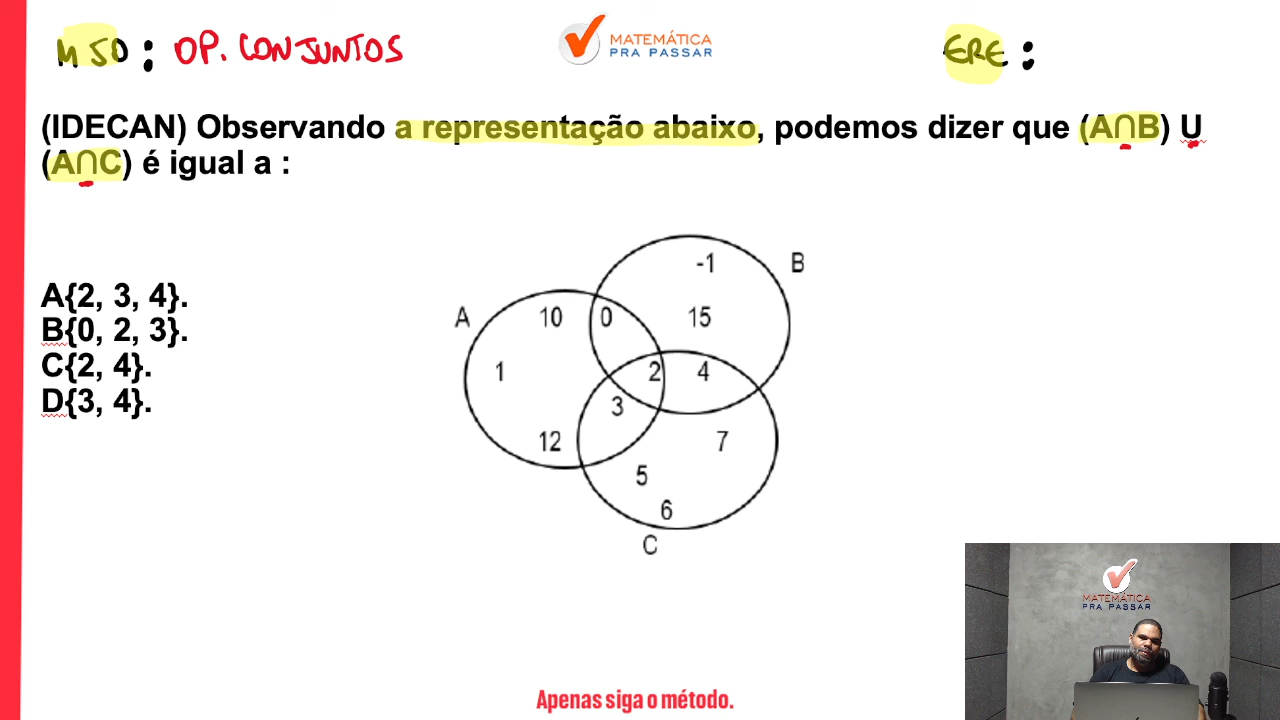 MSD: OP. CONJUNTOS
MATEMÁTICA
PRA PASSAR
ERE:
(IDECAN) Observando a representação abaixo, podemos dizer que (A∩B) U
(A∩C) é igual a :
A{2, 3, 4}.
B{0, 2, 3}.
C{2, 4}.
D{3, 4}.
-1
B
A
10
0
15
1
2
4
3
12
7
5
6
C
MATEMÁTICA
PRA PASSAR
Apenas siga o método.